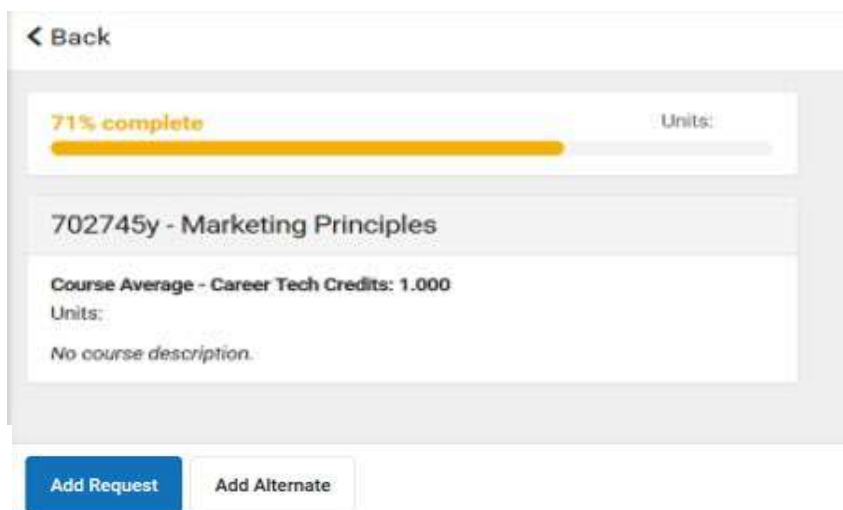 Back
71% complete Units:
702745y - Marketing Principles
Course Average - Career Tech Credits: 1.000
Units:
No course description.
Add Request Add Alternate